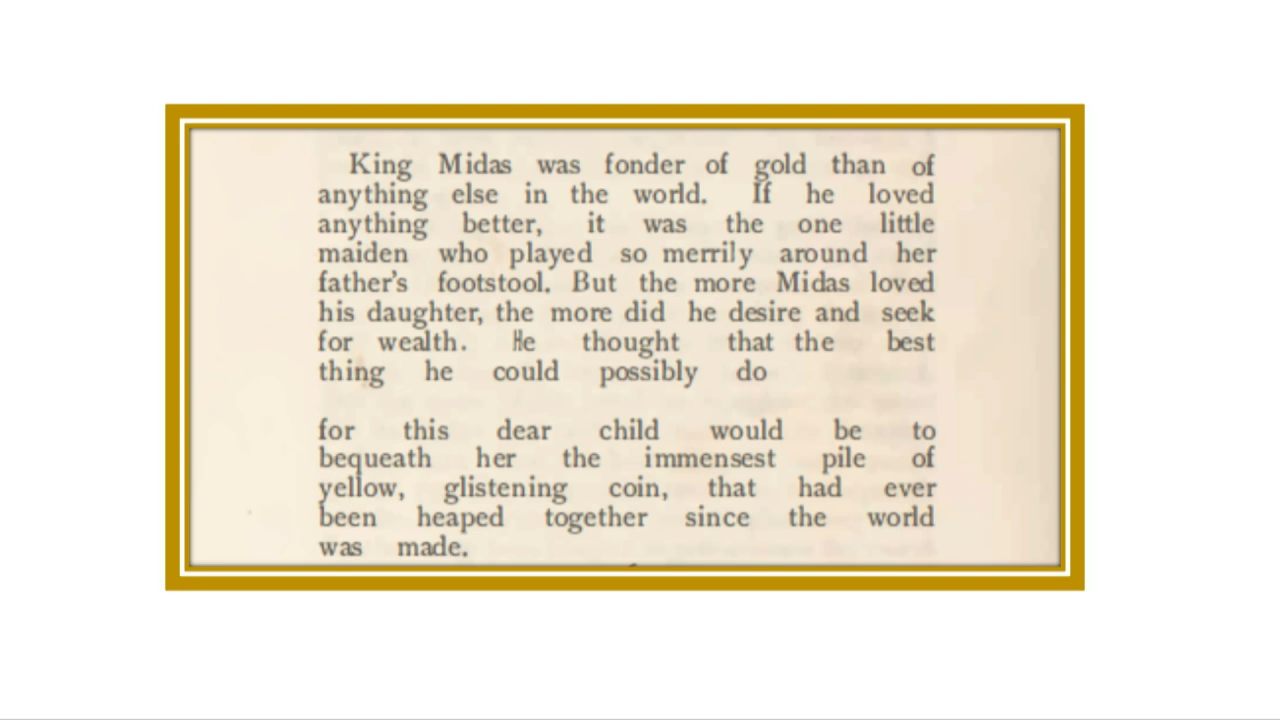 King Midas was fonder of gold than of
anything else in the world. If he loved
anything better, it was the one little
maiden who played so merrily around her
father's footstool. But the more Midas loved
his daughter, the more did he desire and seek
for wealth. He thought that the best
thing he could possibly do
for this dear child would be to
bequeath her the immensest pile of
yellow, glistening coin, that had ever
been heaped together since the world
was made.